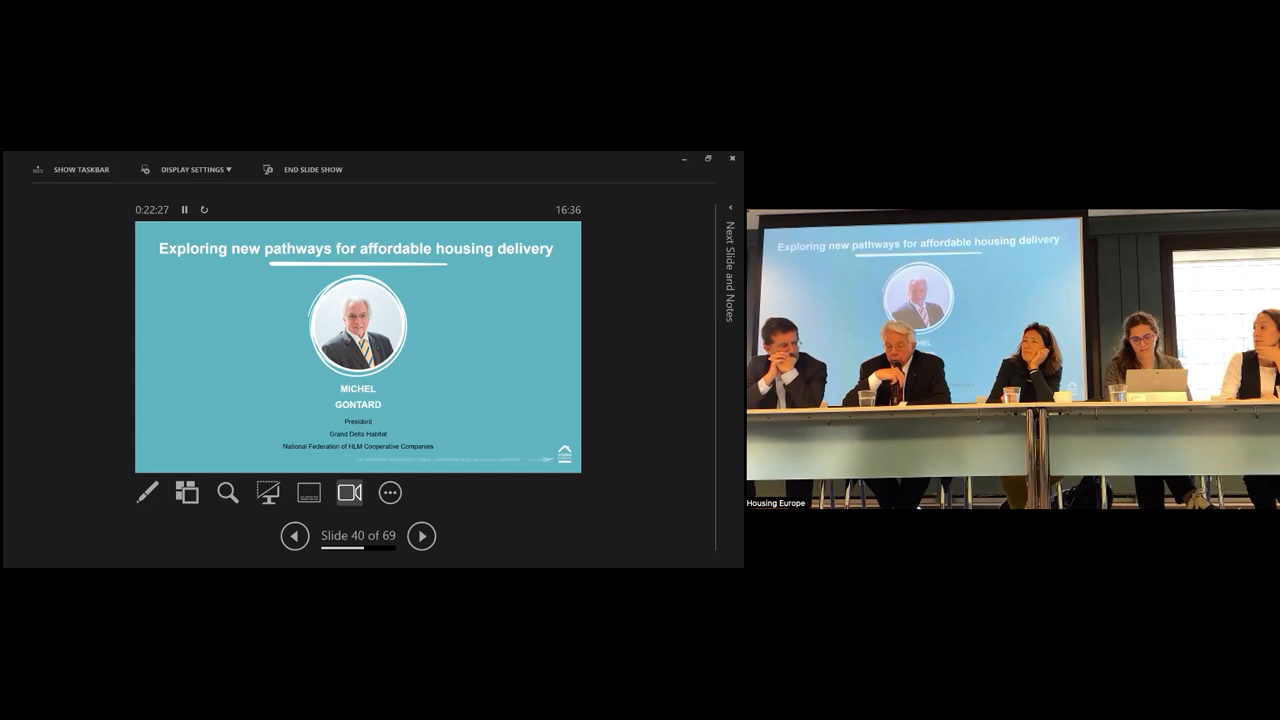 SHOW TASKBAR
DISPLAY SETTINGS ▼
END SLIDE SHOW
0:22:27
16:36
Exploring new pathways for affordable housing delivery
MICHEL
GONTARD
President
Grand Delta Habitat
National Federation of HLM Cooperative Companies
Slide 40 of 69
Next Slide and Notes
Exploring new pathways for affordable housing delivery
Housing Europe